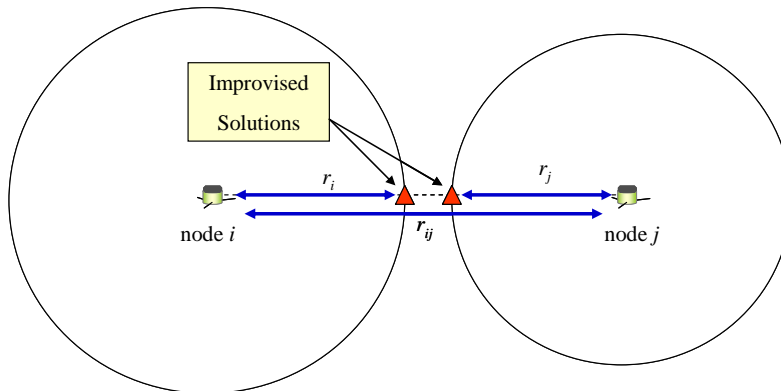 Improvised
Solutions
r_i
r_j
r_ij
node i
node j